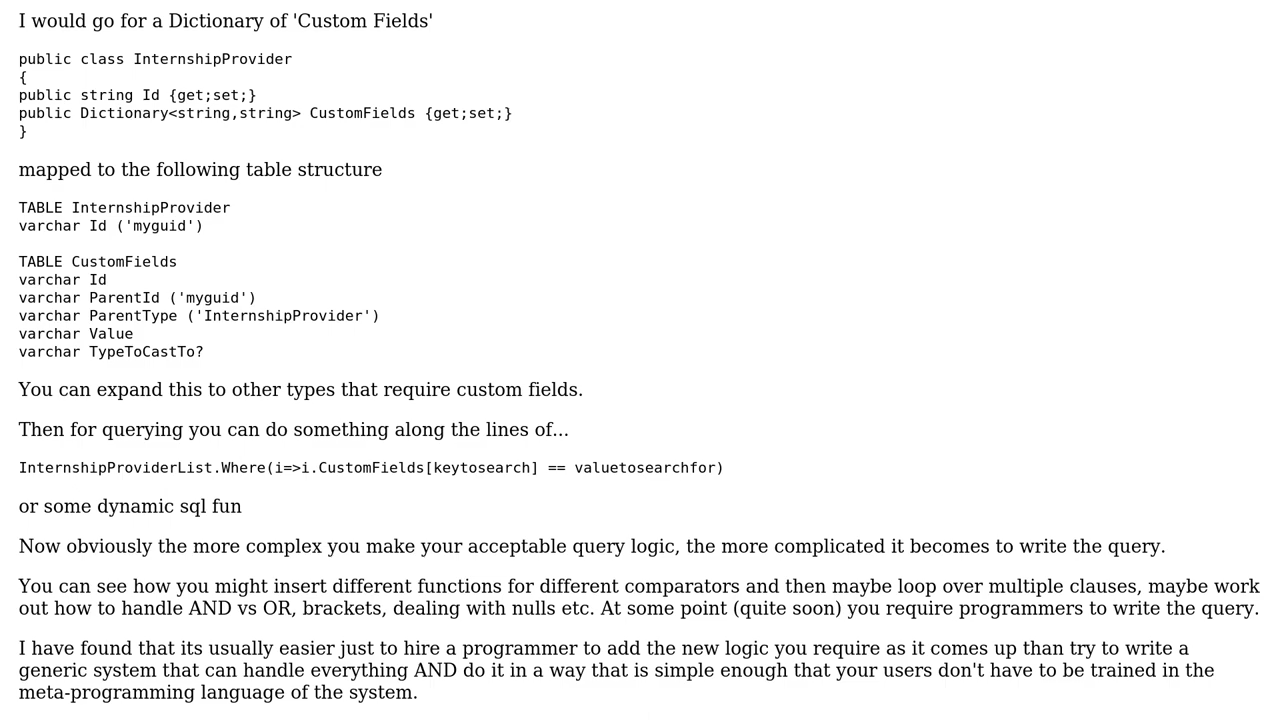 I would go for a Dictionary of 'Custom Fields'
public class InternshipProvider
{
public string Id {get;set;}
public Dictionary<string,string> CustomFields {get;set;}
}
mapped to the following table structure
TABLE InternshipProvider
varchar Id ('myguid')
TABLE CustomFields
varchar Id
varchar ParentId ('myguid')
varchar ParentType ('InternshipProvider')
varchar Value
varchar TypeToCastTo?
You can expand this to other types that require custom fields.
Then for querying you can do something along the lines of...
InternshipProviderList.Where(i=>i.CustomFields[keytosearch] == valuetosearchfor)
or some dynamic sql fun
Now obviously the more complex you make your acceptable query logic, the more complicated it becomes to write the query.
You can see how you might insert different functions for different comparators and then maybe loop over multiple clauses, maybe work
out how to handle AND vs OR, brackets, dealing with nulls etc. At some point (quite soon) you require programmers to write the query.
I have found that its usually easier just to hire a programmer to add the new logic you require as it comes up than try to write a
generic system that can handle everything AND do it in a way that is simple enough that your users don't have to be trained in the
meta-programming language of the system.